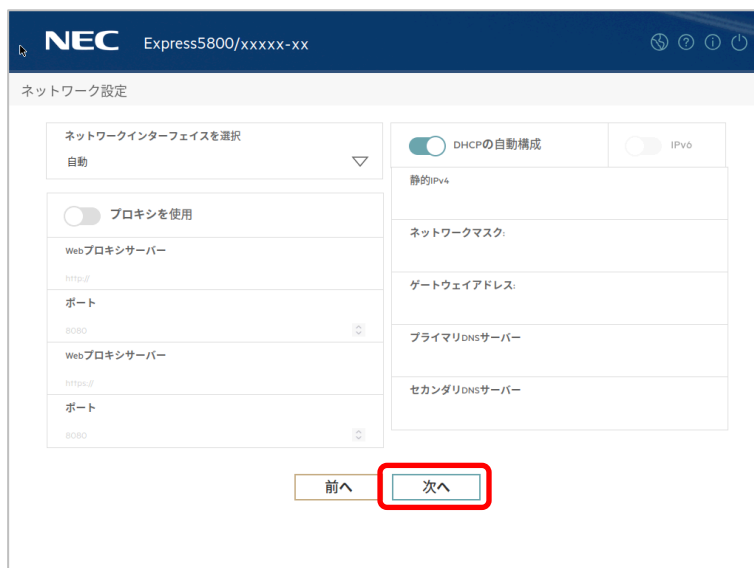 NEC Express5800/xxxxx-xx
ネットワーク設定
ネットワークインターフェイスを選択
自動
プロキシを使用
Webプロキシサーバー
http://
ポート
8080
Webプロキシサーバー
https://
ポート
8080
DHCPの自動構成
IPv6
静的IPv4
ネットワークマスク:
ゲートウェイアドレス:
プライマリDNSサーバー
セカンダリDNSサーバー
前へ
次へ